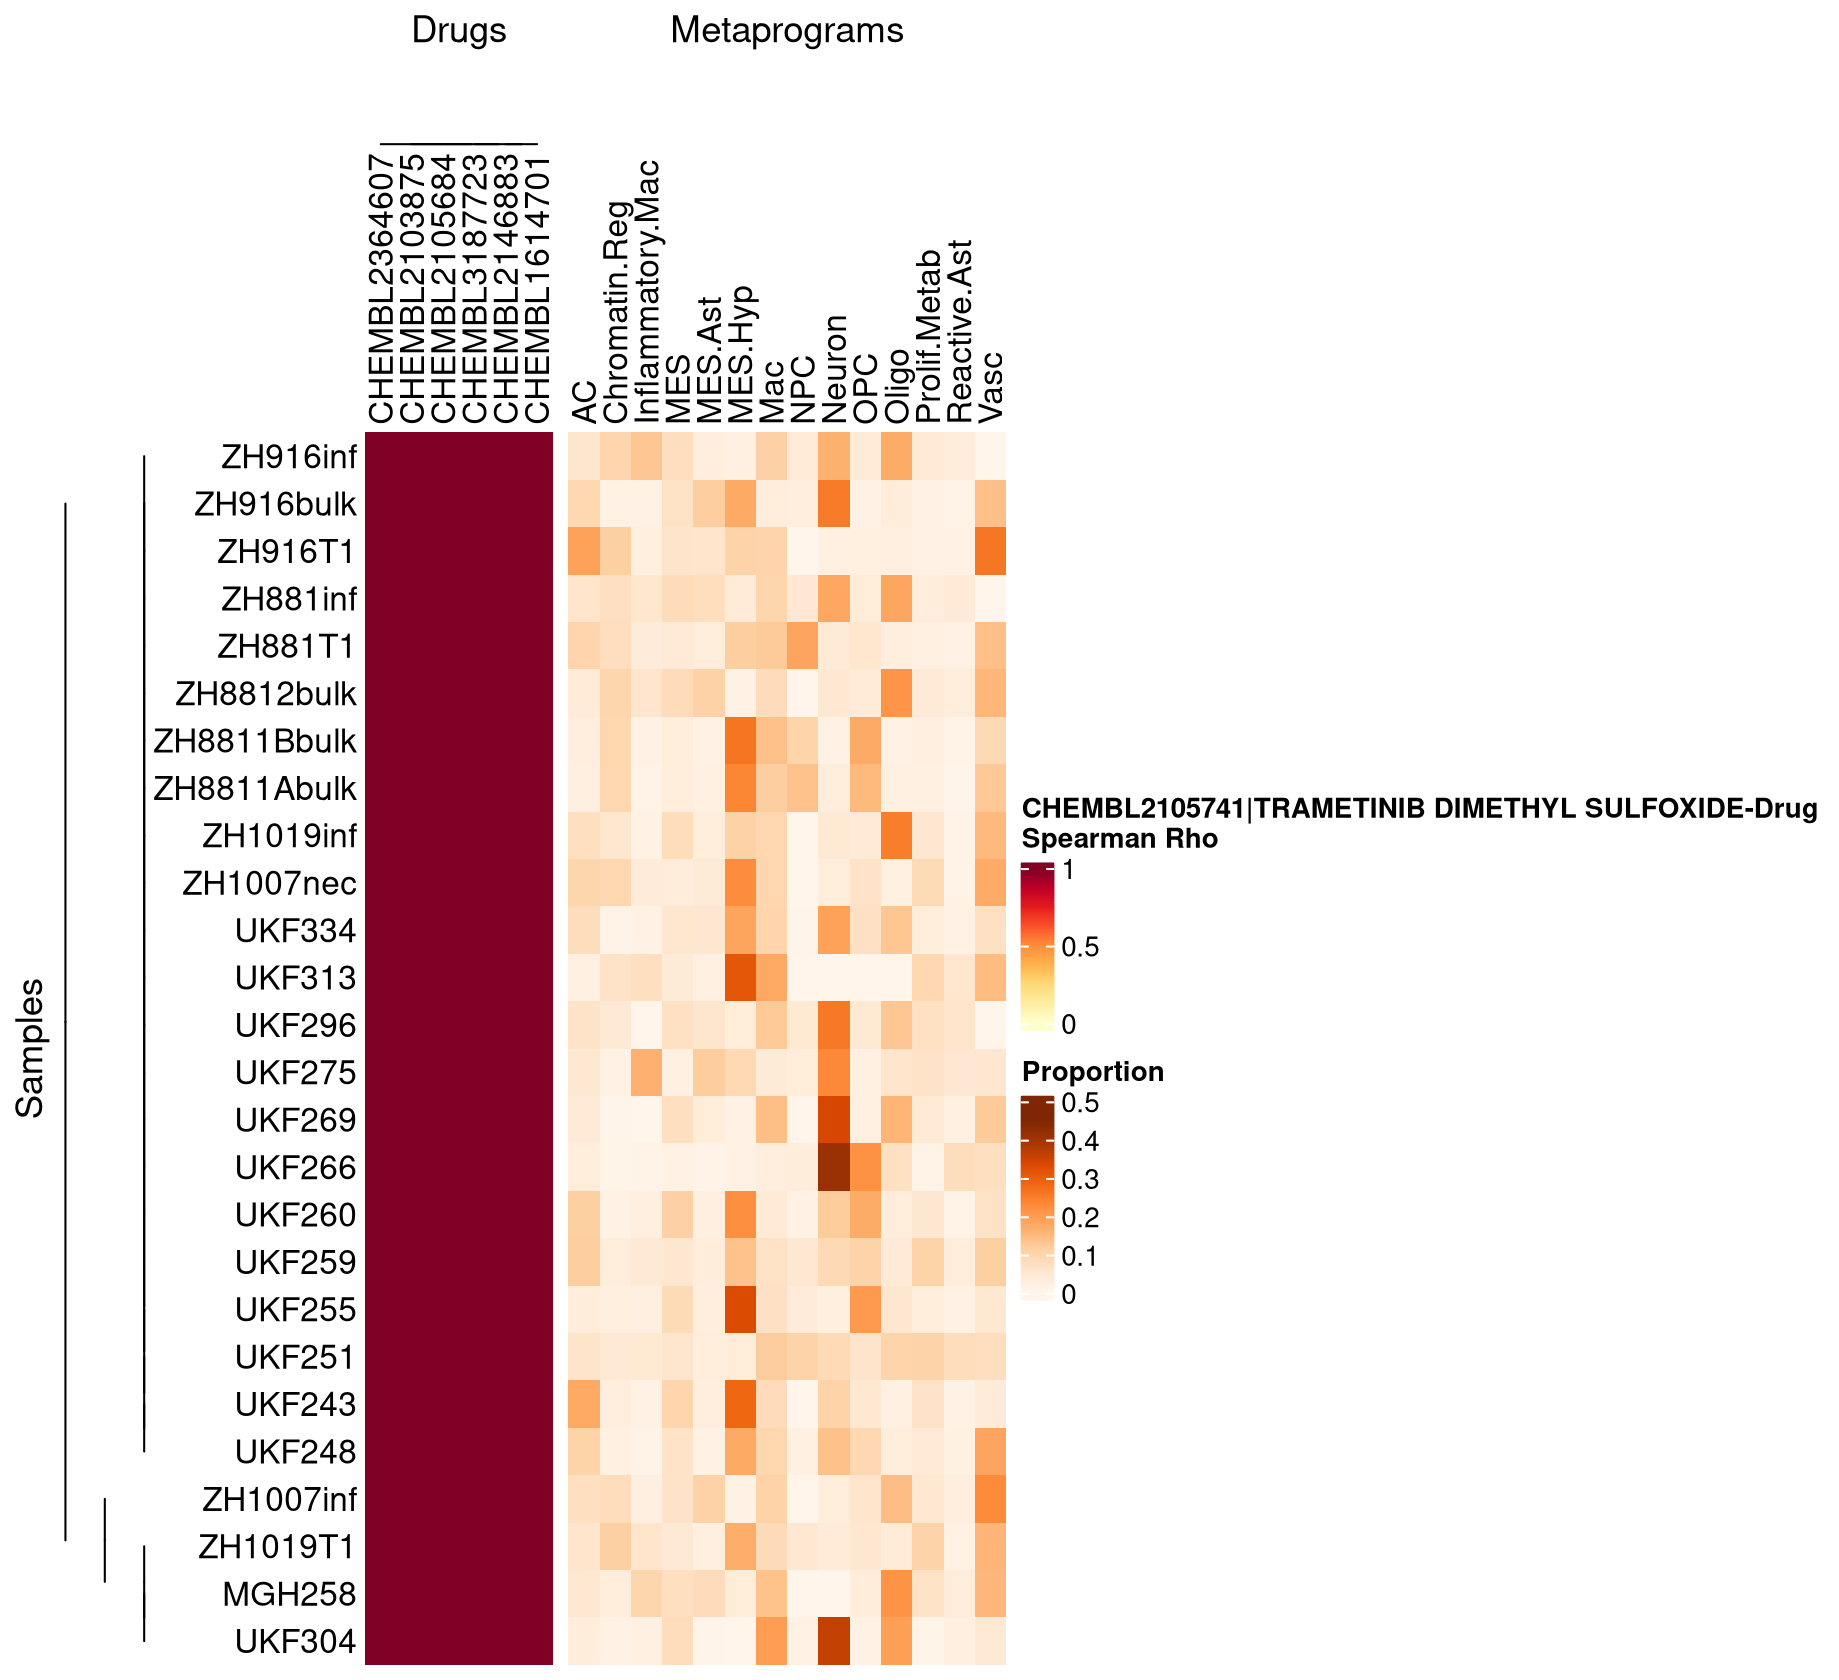 Drugs
Metaprograms
CHEMBL2364607
CHEMBL2103875
CHEMBL2105684
CHEMBL3187723
CHEMBL2146883
CHEMBL1614701
AC
Chromatin.Reg
Inflammatory.Mac
MES
MES.Ast
MES.Hyp
Mac
NPC
Neuron
OPC
Oligo
Prolif.Metab
Reactive.Ast
Vasc
Samples
ZH916inf
ZH916bulk
ZH916T1
ZH881inf
ZH881T1
ZH8812bulk
ZH8811Bbulk
ZH8811Abulk
ZH1019inf
ZH1007nec
UKF334
UKF313
UKF296
UKF275
UKF269
UKF266
UKF260
UKF259
UKF255
UKF251
UKF243
UKF248
ZH1007inf
ZH1019T1
MGH258
UKF304
CHEMBL2105741|TRAMETINIB DIMETHYL SULFOXIDE-Drug
Spearman Rho
1
0.5
0
Proportion
0.5
0.4
0.3
0.2
0.1
0